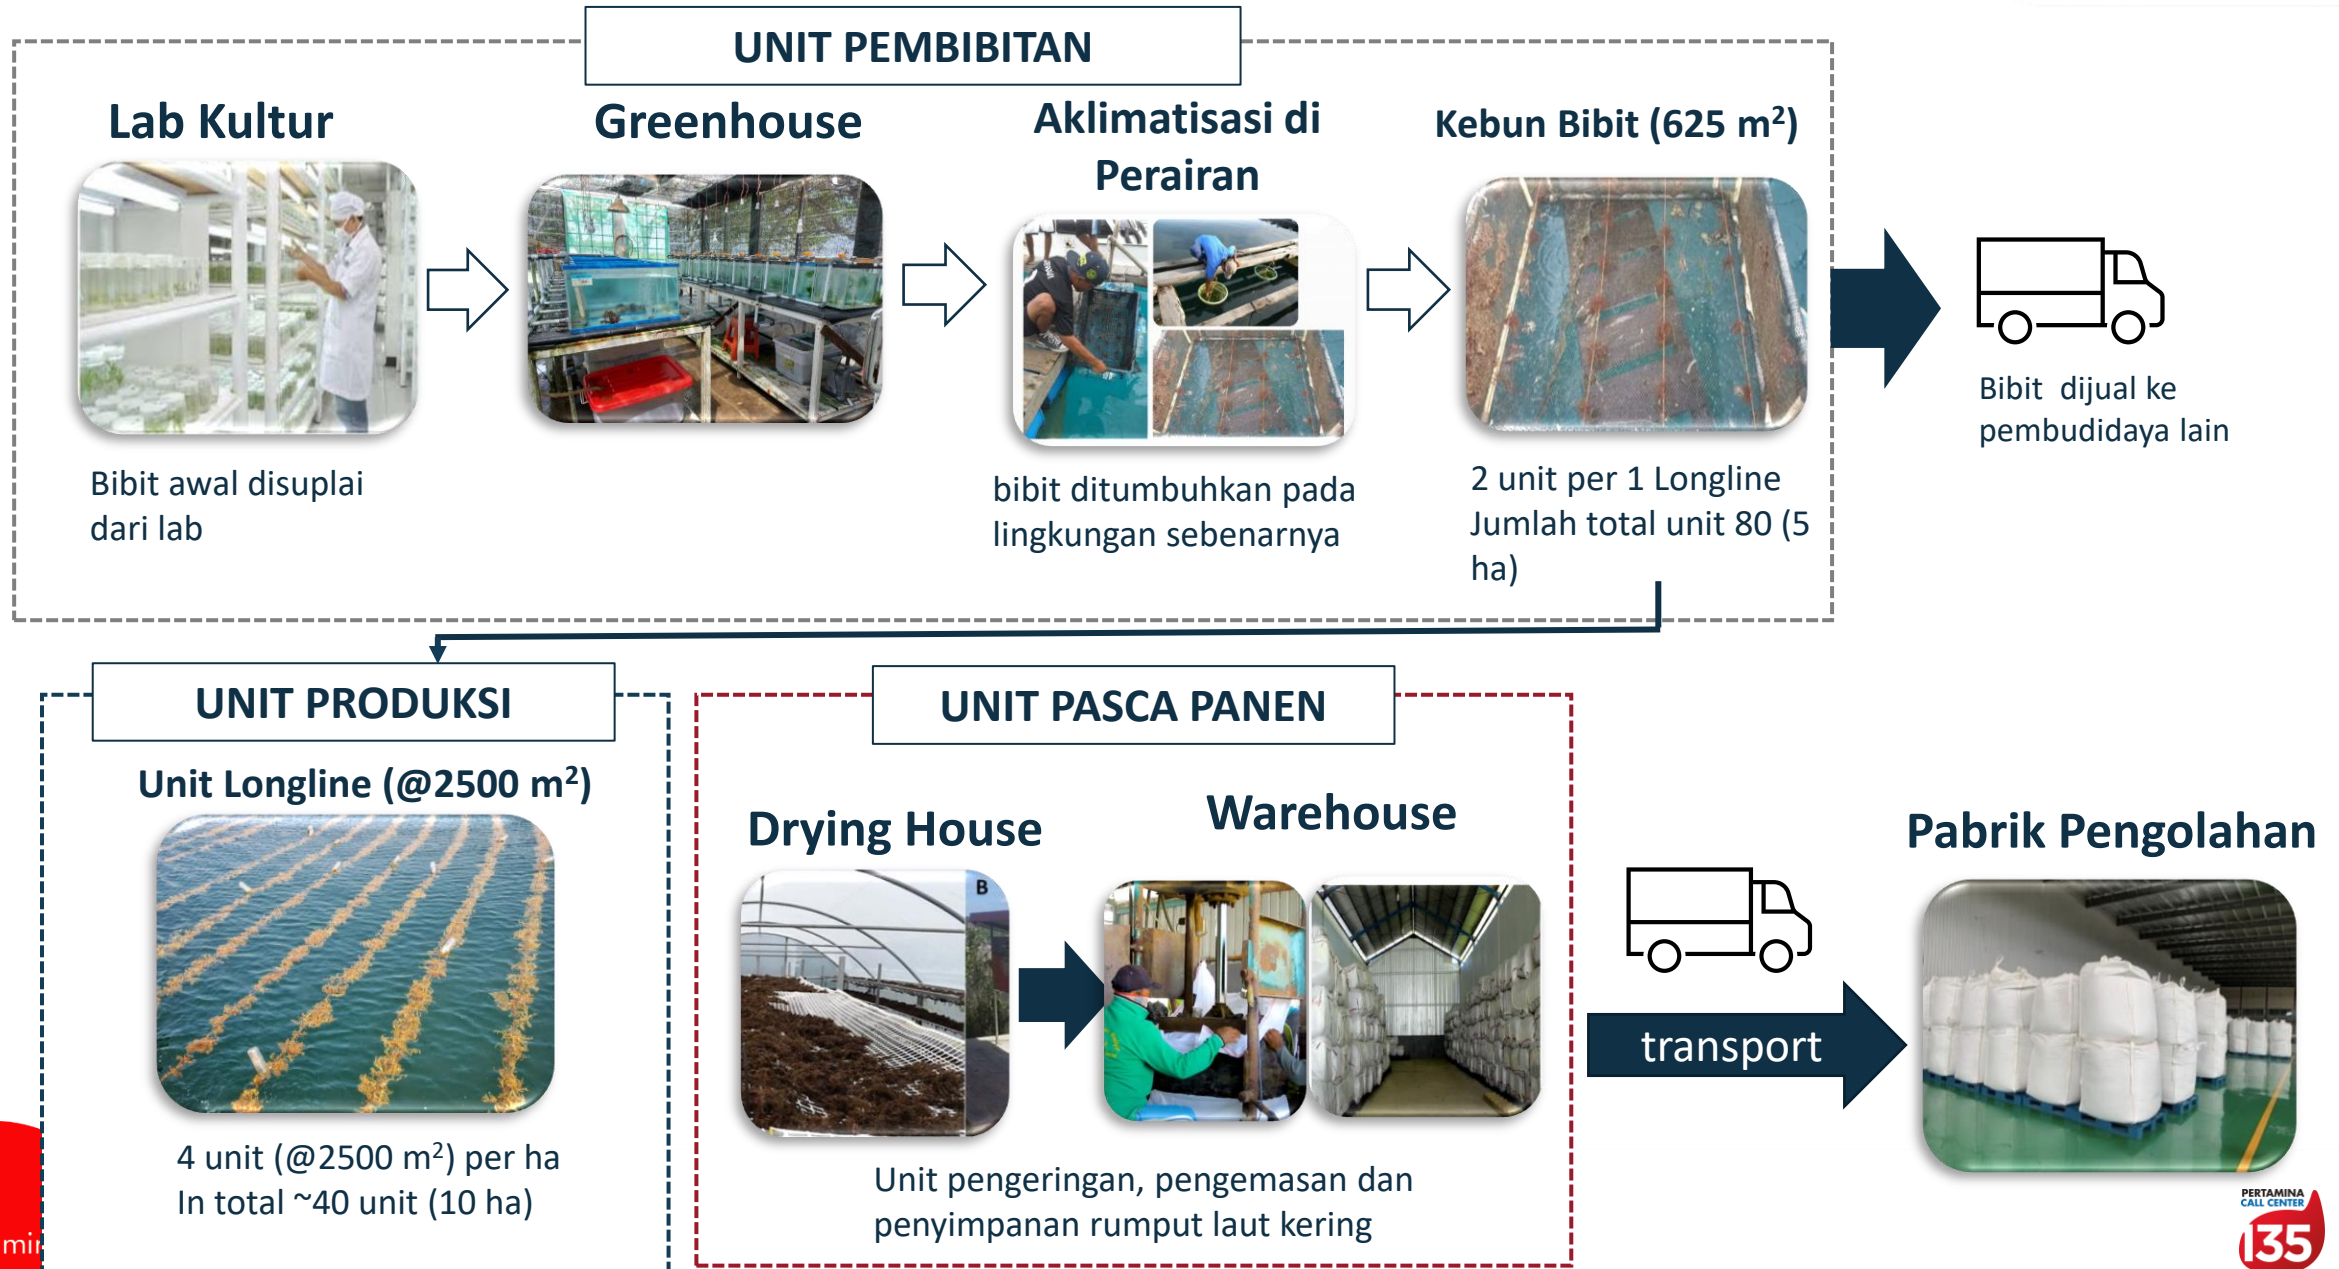 UNIT PEMBIBITAN
Lab Kultur
Greenhouse
Aklimatisasi di
Perairan
Kebun Bibit (625 m²)
Bibit awal disuplai
dari lab
bibit ditumbuhkan pada
lingkungan sebenarnya
2 unit per 1 Longline
Jumlah total unit 80 (5
ha)
Bibit  dijual ke
pembudidaya lain
UNIT PRODUKSI
Unit Longline (@2500 m²)
4 unit (@2500 m²) per ha
In total ~40 unit (10 ha)
UNIT PASCA PANEN
Drying House
Warehouse
B
Unit pengeringan, pengemasan dan
penyimpanan rumput laut kering
transport
Pabrik Pengolahan
PERTAMINA
CALL CENTER
135